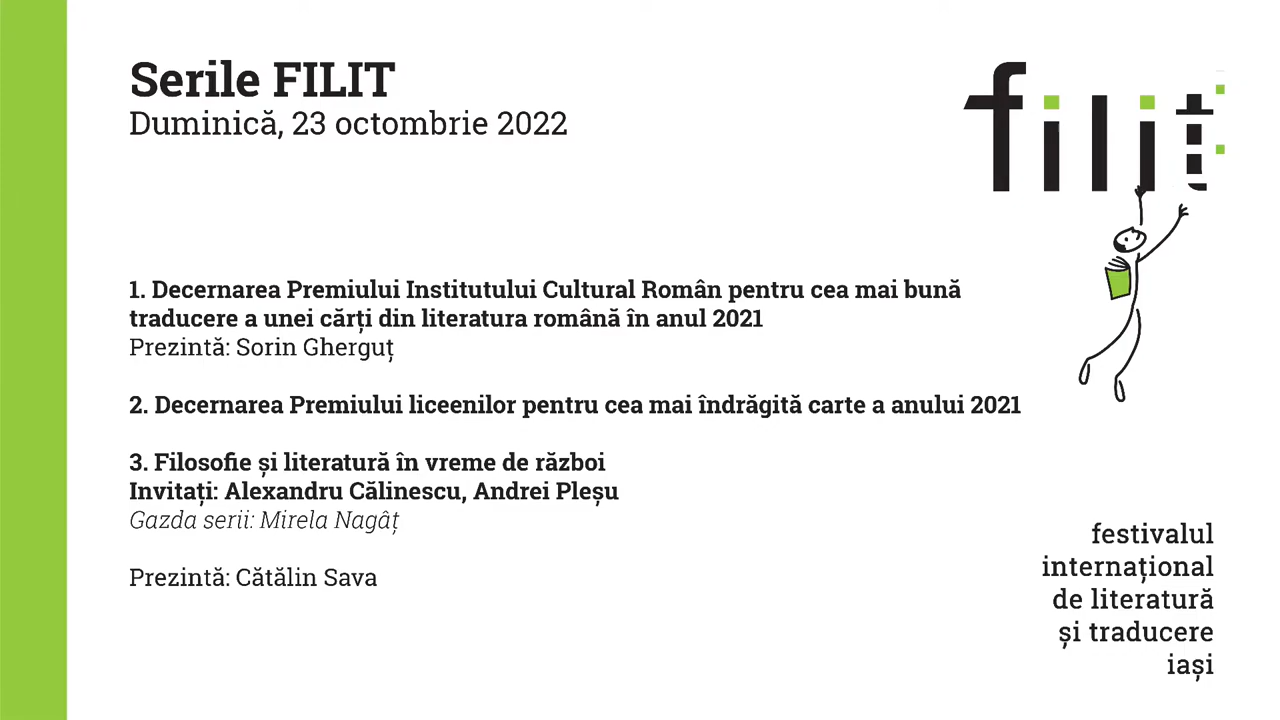 Serile FILIT
Duminică, 23 octombrie 2022
filit
1. Decernarea Premiului Institutului Cultural Român pentru cea mai bună
traducere a unei cărți din literatura română în anul 2021
Prezintă: Sorin Gherguț
2. Decernarea Premiului liceenilor pentru cea mai îndrăgită carte a anului 2021
3. Filosofie și literatură în vreme de război
Invitați: Alexandru Călinescu, Andrei Pleșu
Gazda serii: Mirela Nagâț
Prezintă: Cătălin Sava
festivalul
internațional
de literatură
și traducere
iași